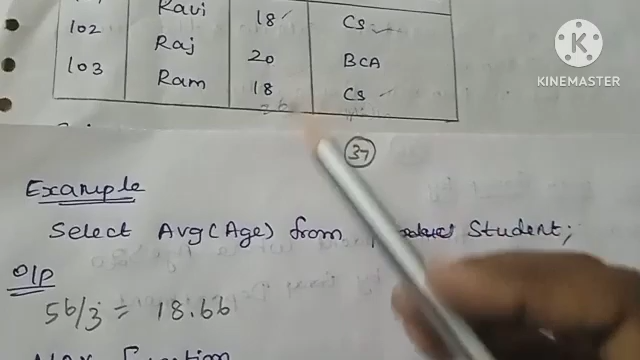 Ravi 18 CS
102 Raj 20 BCA
103 Ram 18 CS
KINEMASTER
37
Example
Select Avg(Age) from Student;
O/P
56/3 = 18.66
Function